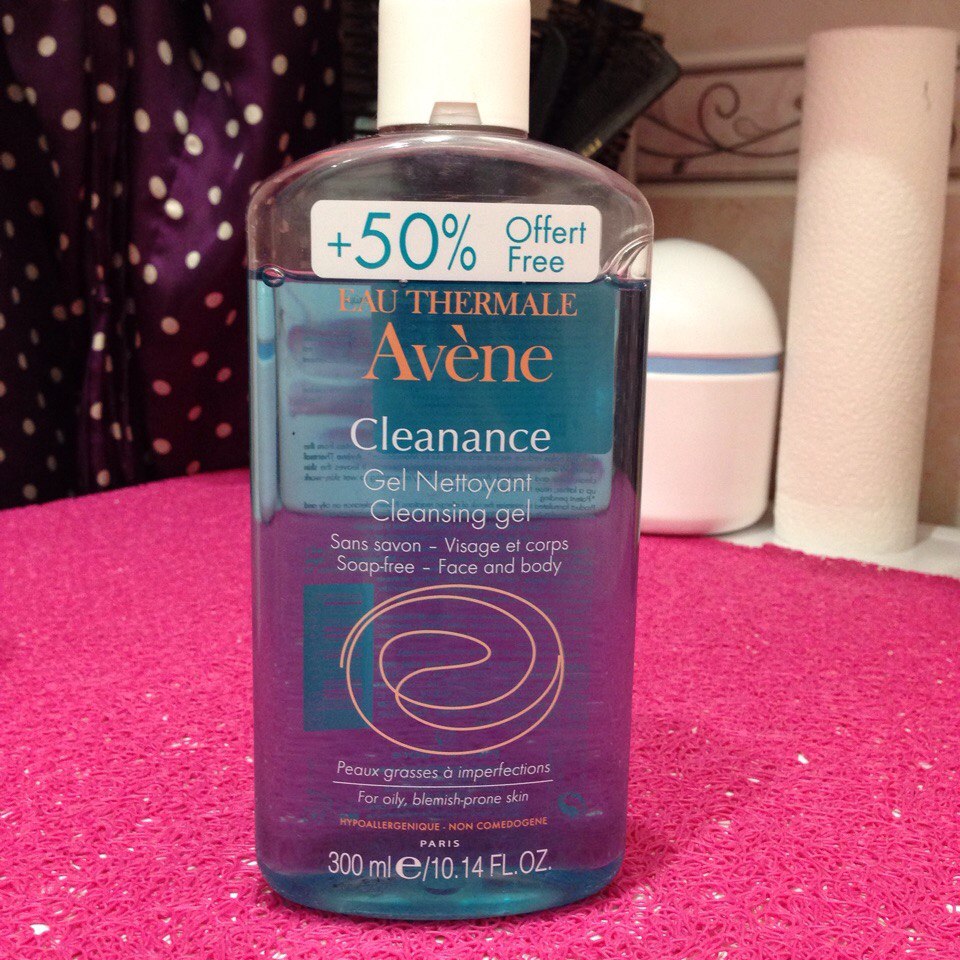 +50% Offert
Free
EAU THERMALE
Avène
Cleanance
Gel Nettoyant
Cleansing gel
Sans savon – Visage et corps
Soap-free – Face and body
Peaux grasses à imperfections
For oily, blemish-prone skin
HYPOALLERGENIQUE - NON COMEDOGENE
PARIS
300 ml e/10.14 FL.OZ.